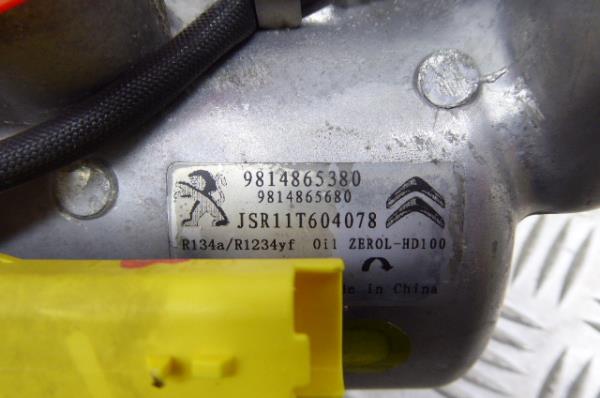 9814865380
9814865680
JSR11T604078
R134a/R1234yf Oil ZEROL-HD100
in China